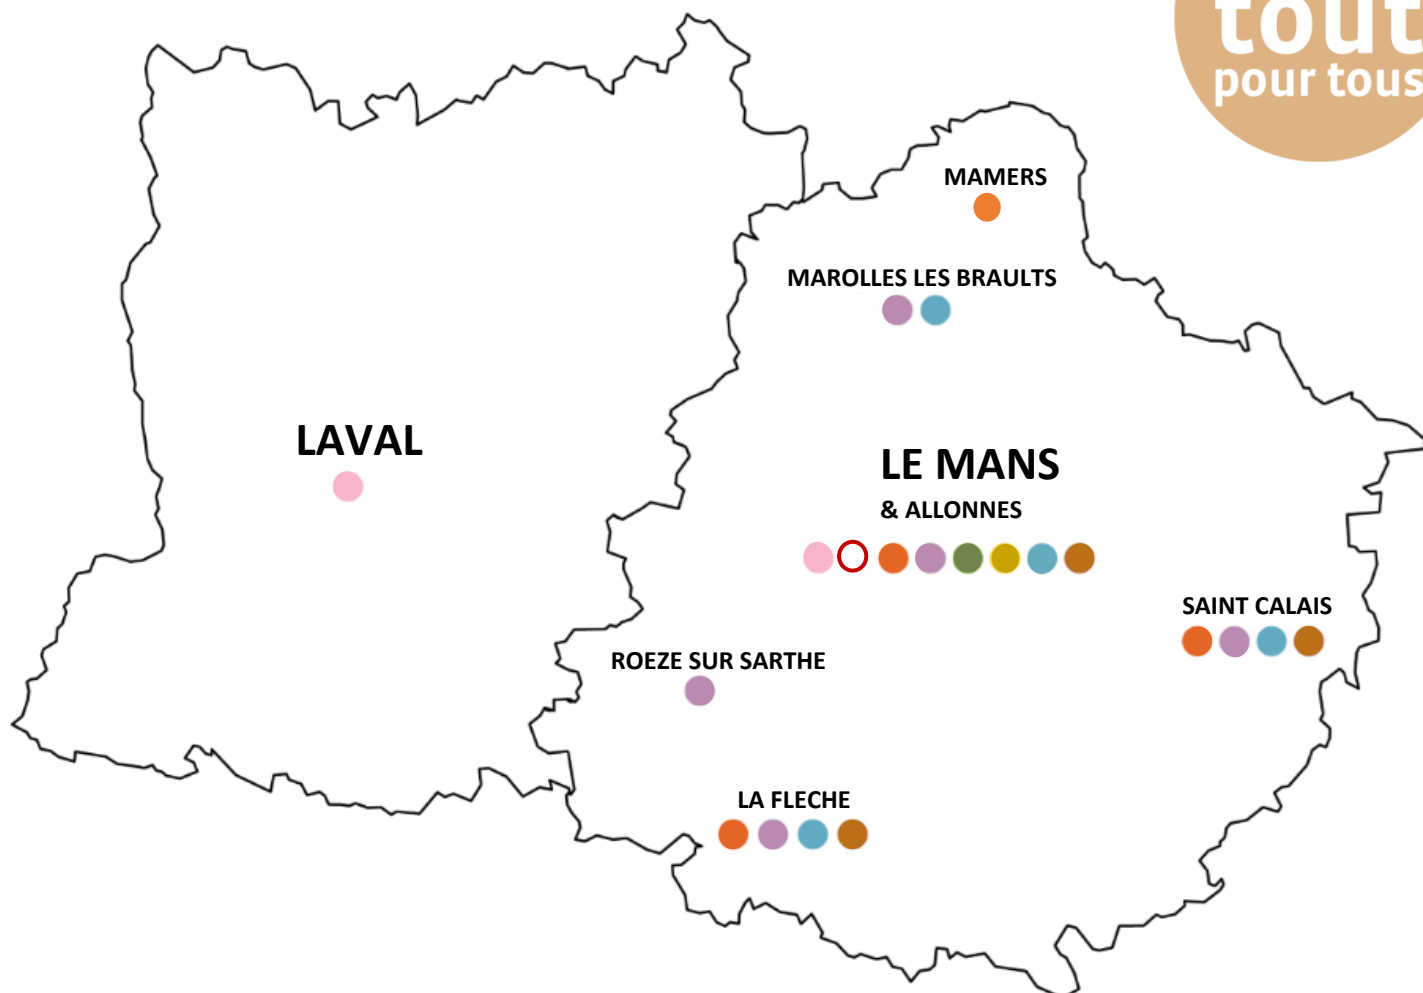 tout
pour tous
MAMERS
MAROLLES LES BRAULTS
LAVAL
LE MANS
& ALLONNES
SAINT CALAIS
ROEZE SUR SARTHE
LA FLECHE